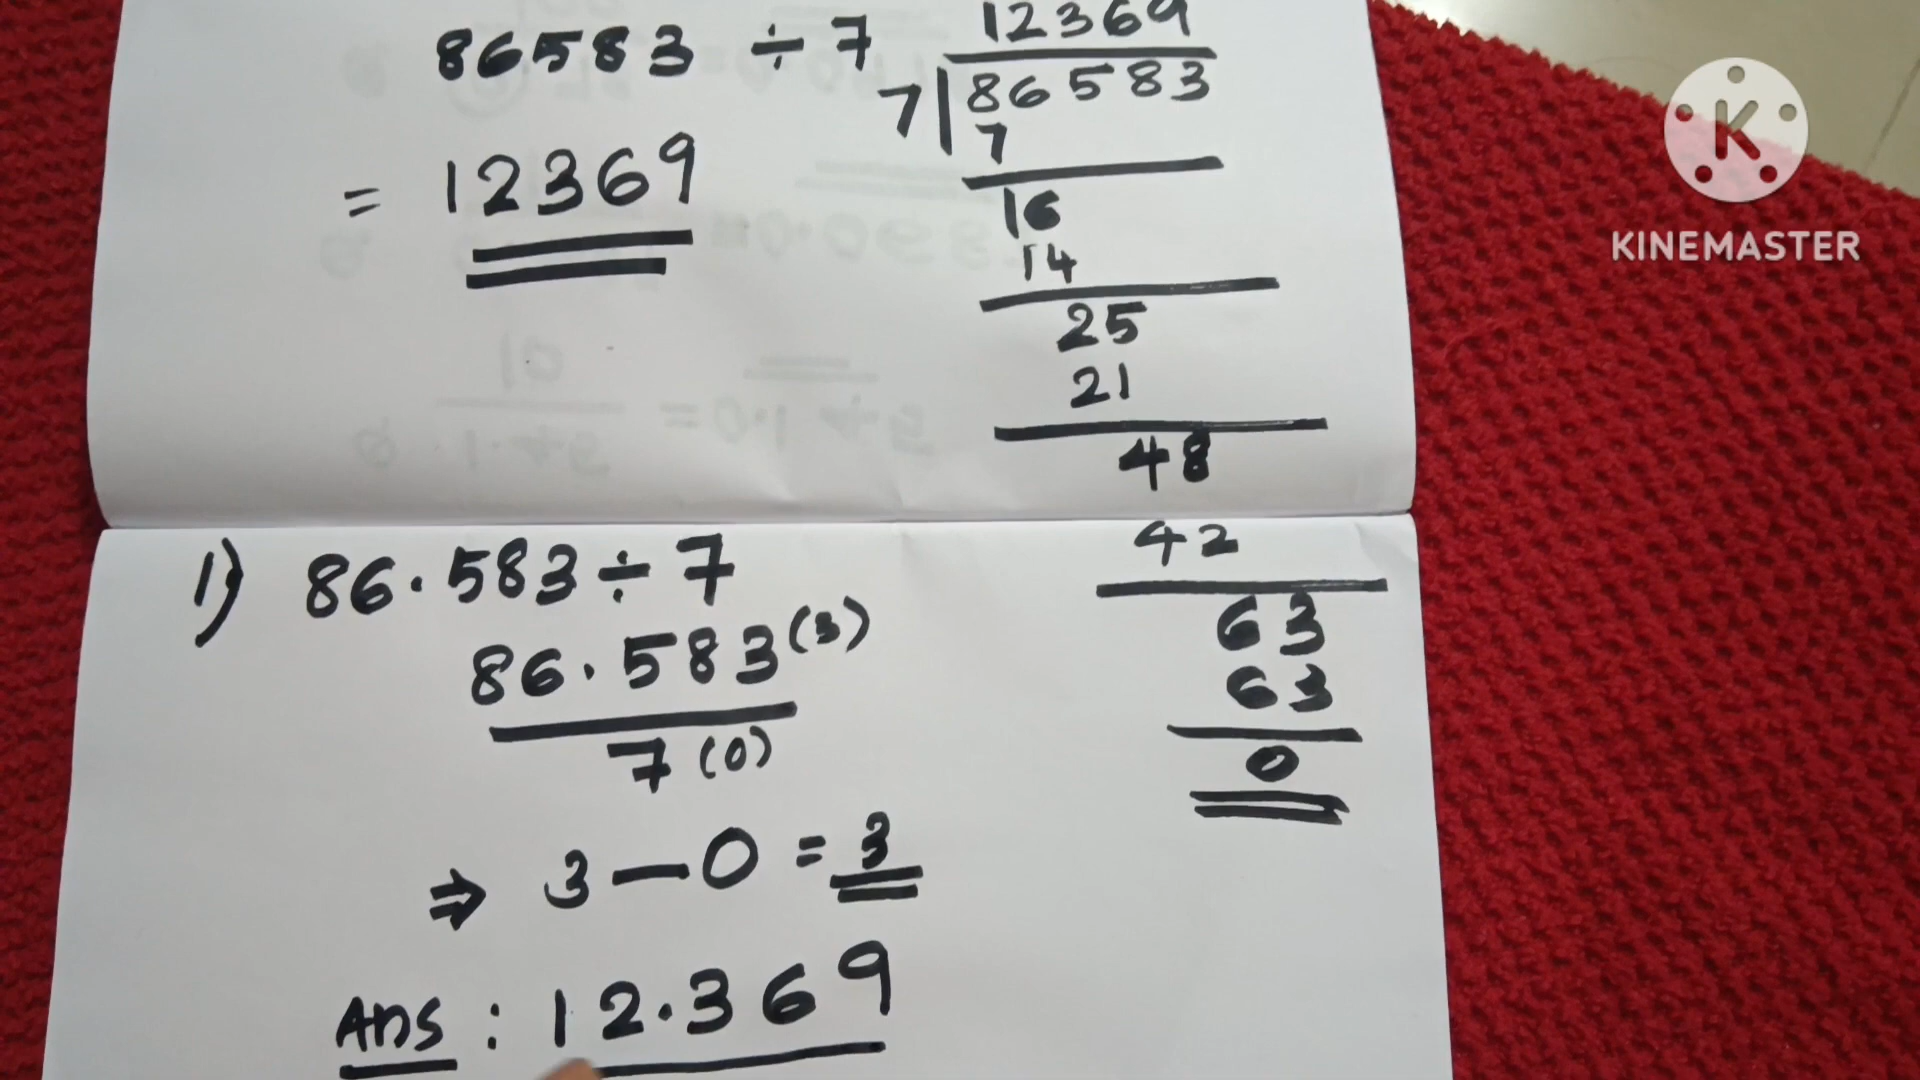 86583 ÷ 7
= 12369
12369
7 86583
7
16
14
25
21
48
42
63
63
0
1) 86.583 ÷ 7
86.583 (3)
7 (0)
⇒ 3 — 0 = 3
Ans : 12.369
K
KINEMASTER